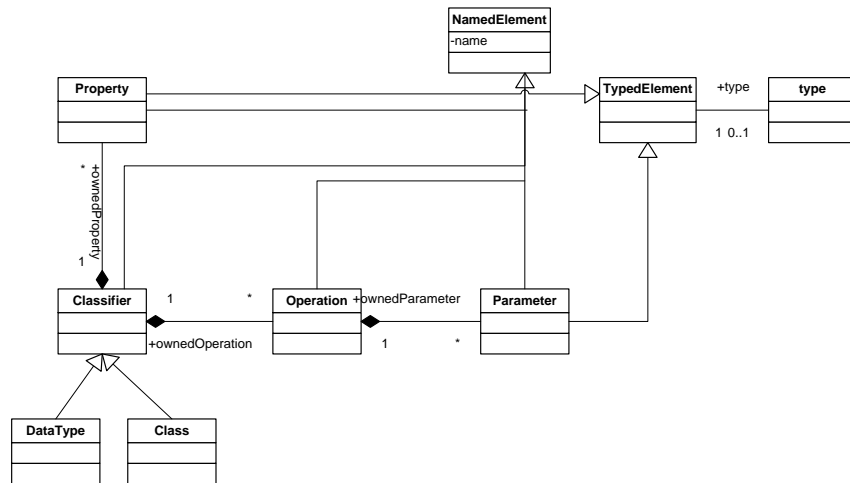 NamedElement
-name
Property
TypedElement
+type
type
1 0..1
*
+ownedProperty
1
Classifier
1
*
Operation
+ownedParameter
Parameter
+ownedOperation
1
*
DataType
Class